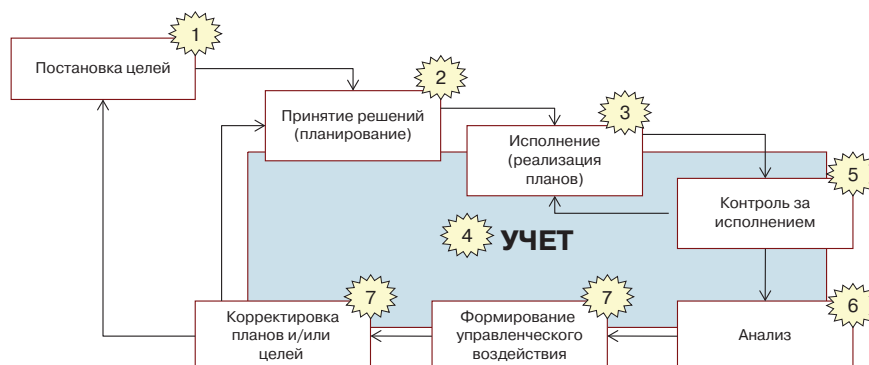 1
Постановка целей
2
Принятие решений
(планирование)
3
Исполнение
(реализация
планов)
5
Контроль за
исполнением
4
УЧЕТ
7
Корректировка
планов и/или
целей
7
Формирование
управленческого
воздействия
6
Анализ